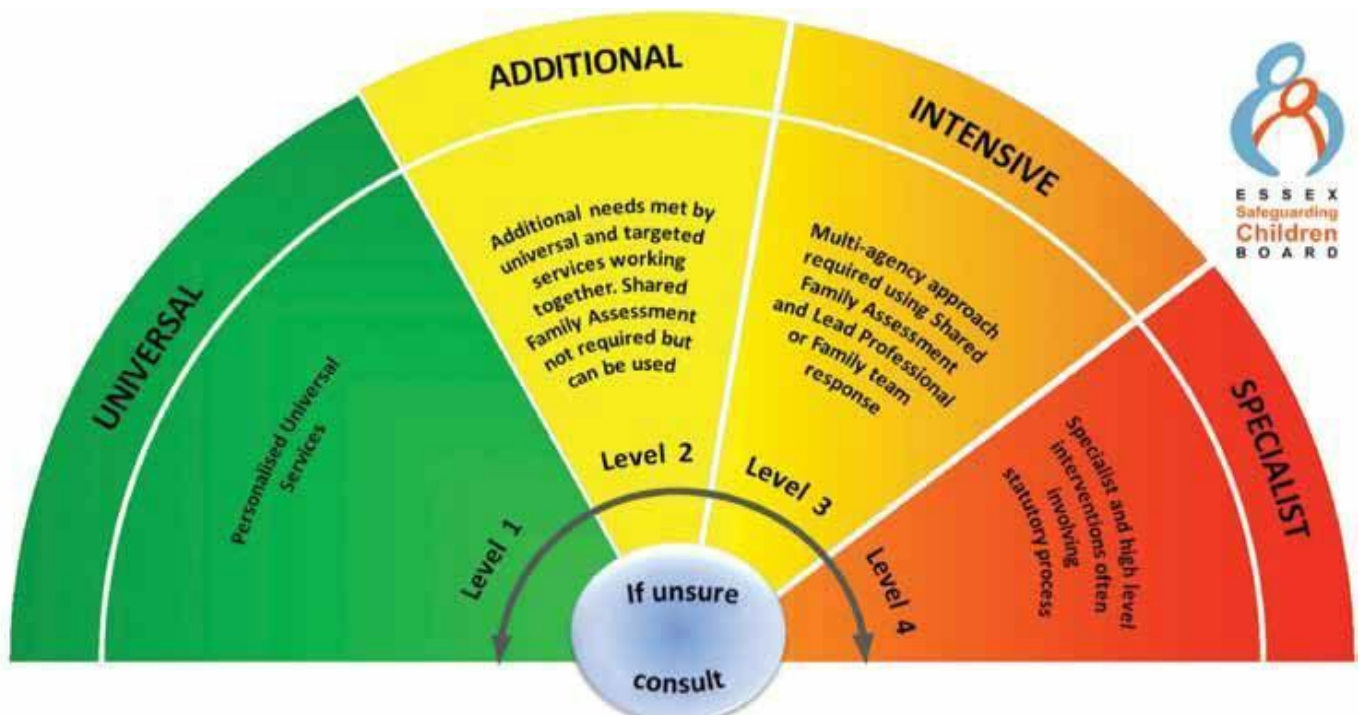 UNIVERSAL
Personalised Universal
Services
Level 1
ADDITIONAL
Additional needs met by
universal and targeted
services working
together. Shared
Family Assessment
not required but
can be used
Level 2
INTENSIVE
Multi-agency approach
required using Shared
Family Assessment
and Lead Professional
or Family team
response
Level 3
SPECIALIST
Specialist and high level
interventions often
involving
statutory process
Level 4
If unsure
consult
ESSEX
Safeguarding
Children
BOARD